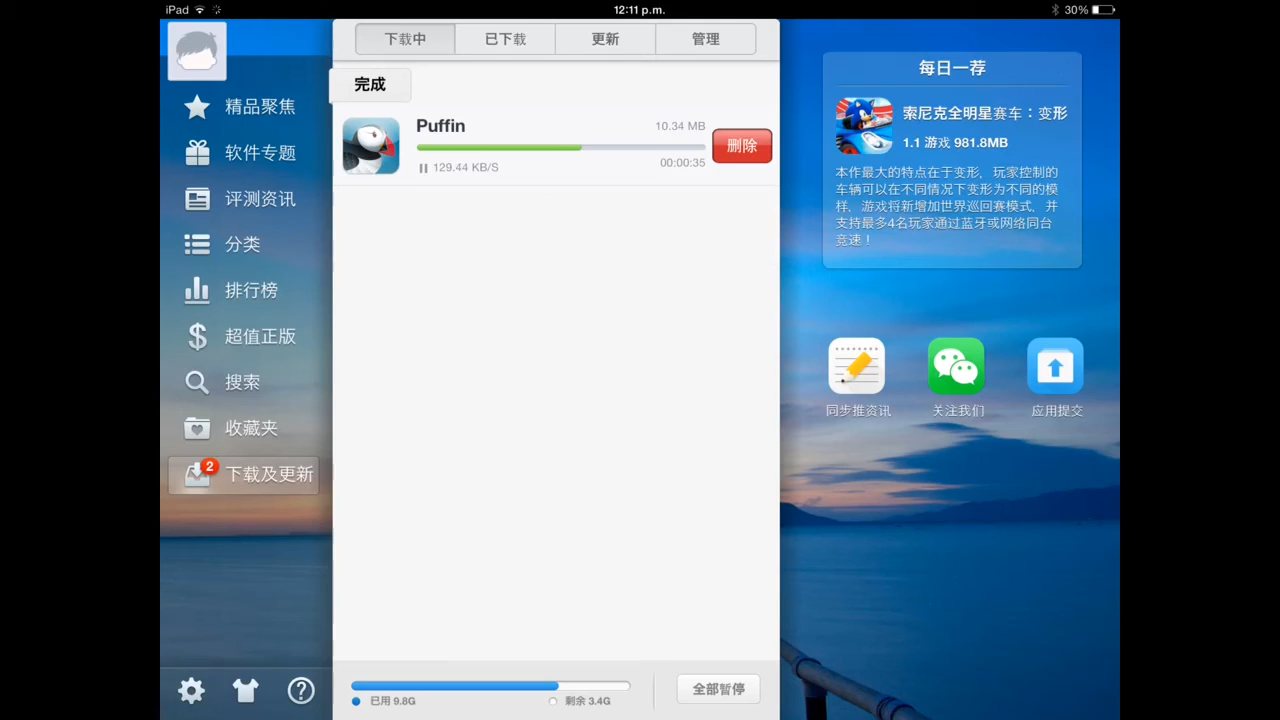 iPad
12:11 p.m.
30%
精品聚焦
软件专题
评测资讯
分类
排行榜
超值正版
搜索
收藏夹
2
下载及更新
下载中
已下载
更新
管理
完成
Puffin
10.34 MB
129.44 KB/S
00:00:35
删除
已用 9.8G
剩余 3.4G
全部暂停
每日一荐
索尼克全明星赛车：变形
1.1 游戏 981.8MB
本作最大的特点在于变形，玩家控制的
车辆可以在不同情况下变形为不同的模
样，游戏将新增加世界巡回赛模式，并
支持最多4名玩家通过蓝牙或网络同台
竞速！
同步推资讯
关注我们
应用提交